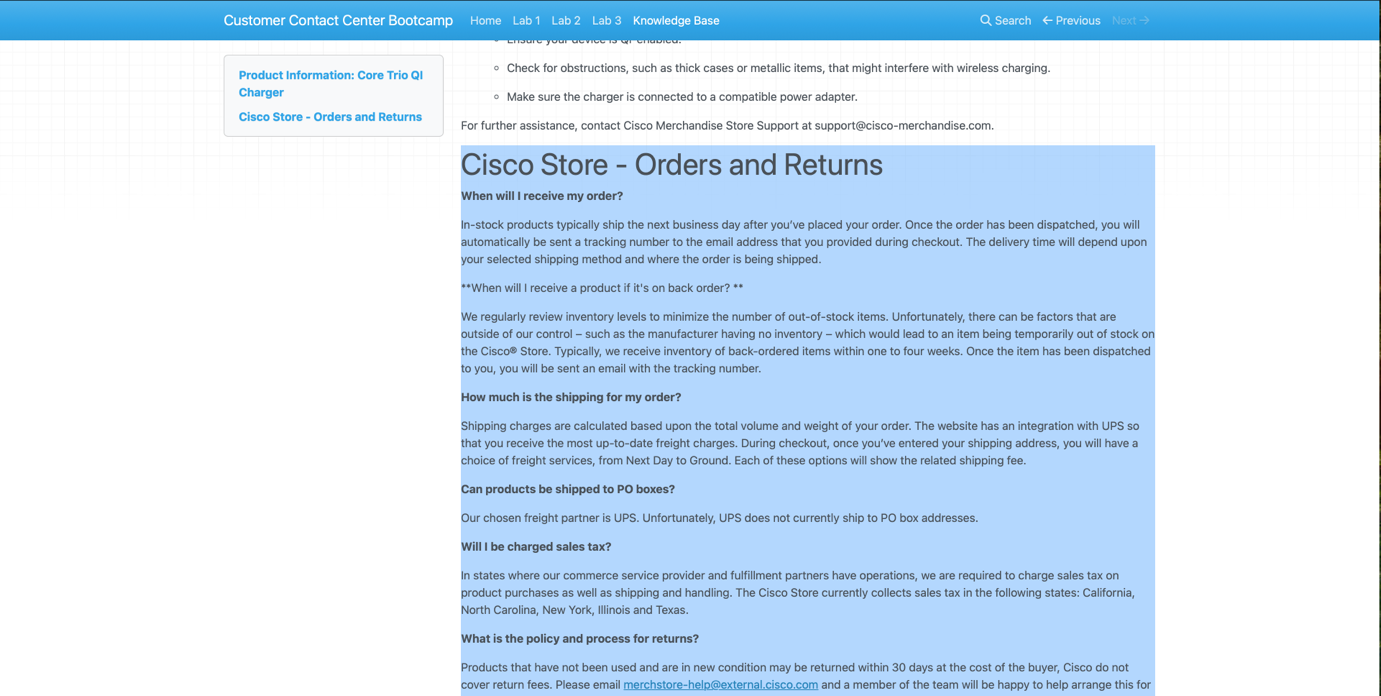 Customer Contact Center Bootcamp Home Lab 1 Lab 2 Lab 3 Knowledge Base Search Previous Next
Product Information: Core Trio QI
Charger
Cisco Store - Orders and Returns
Ensure your device is QI enabled.
Check for obstructions, such as thick cases or metallic items, that might interfere with wireless charging.
Make sure the charger is connected to a compatible power adapter.
For further assistance, contact Cisco Merchandise Store Support at support@cisco-merchandise.com.
Cisco Store - Orders and Returns
When will I receive my order?
In-stock products typically ship the next business day after you've placed your order. Once the order has been dispatched, you will
automatically be sent a tracking number to the email address that you provided during checkout. The delivery time will depend upon
your selected shipping method and where the order is being shipped.
**When will I receive a product if it's on back order? **
We regularly review inventory levels to minimize the number of out-of-stock items. Unfortunately, there can be factors that are
outside of our control – such as the manufacturer having no inventory – which would lead to an item being temporarily out of stock on
the Cisco® Store. Typically, we receive inventory of back-ordered items within one to four weeks. Once the item has been dispatched
to you, you will be sent an email with the tracking number.
How much is the shipping for my order?
Shipping charges are calculated based upon the total volume and weight of your order. The website has an integration with UPS so
that you receive the most up-to-date freight charges. During checkout, once you've entered your shipping address, you will have a
choice of freight services, from Next Day to Ground. Each of these options will show the related shipping fee.
Can products be shipped to PO boxes?
Our chosen freight partner is UPS. Unfortunately, UPS does not currently ship to PO box addresses.
Will I be charged sales tax?
In states where our commerce service provider and fulfillment partners have operations, we are required to charge sales tax on
product purchases as well as shipping and handling. The Cisco Store currently collects sales tax in the following states: California,
North Carolina, New York, Illinois and Texas.
What is the policy and process for returns?
Products that have not been used and are in new condition may be returned within 30 days at the cost of the buyer, Cisco do not
cover return fees. Please email merchstore-help@external.cisco.com and a member of the team will be happy to help arrange this for